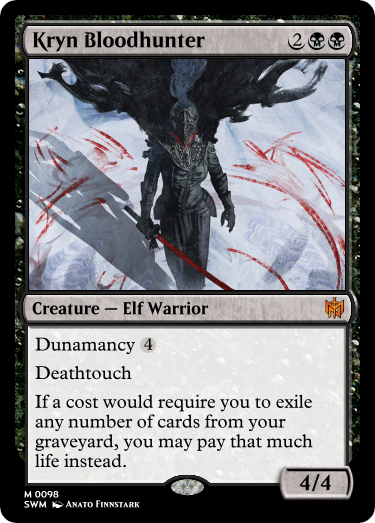 Kryn Bloodhunter 2
Creature — Elf Warrior
Dunamancy 4
Deathtouch
If a cost would require you to exile
any number of cards from your
graveyard, you may pay that much
life instead.
4/4
M 0098
SWM Anato Finnstark